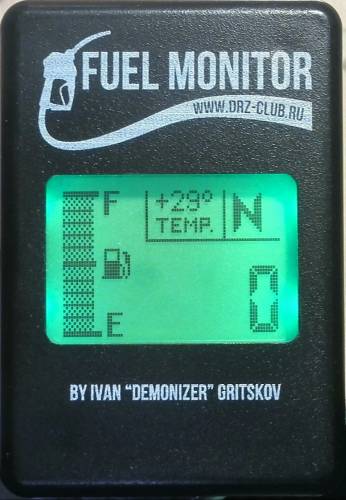 FUEL MONITOR
WWW.DRZ-CLUB.RU
F
+29°
TEMP.
N
E
0
BY IVAN "DEMONIZER" GRITSKOV